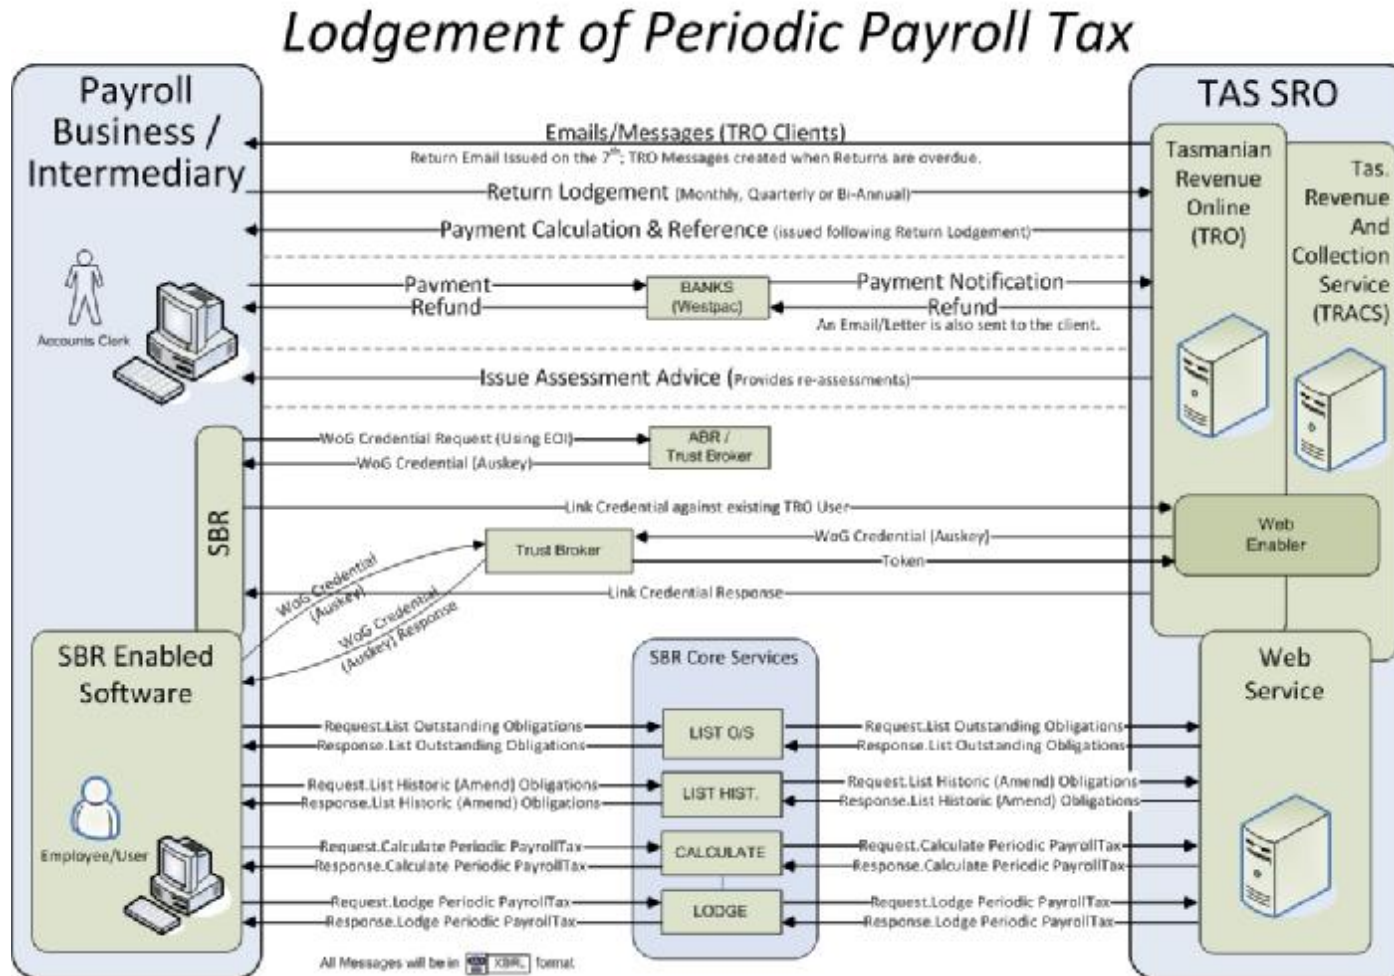 Lodgement of Periodic Payroll Tax
Payroll
Business /
Intermediary
Accounts Clerk
TAS SRO
Tasmanian
Revenue
Online
(TRO)
Tas.
Revenue
And
Collection
Service
(TRACS)
Emails/Messages (TRO Clients)
Return Email Issued on the 7th; TRO Messages created when Returns are overdue.
Return Lodgement (Monthly, Quarterly or Bi-Annual)
Payment Calculation & Reference (issued following Return Lodgement)
Payment
Refund
BANKS
(Westpac)
Payment Notification
Refund
An Email/Letter is also sent to the client.
Issue Assessment Advice (Provides re-assessments)
SBR
WoG Credential Request (Using EOI)
WoG Credential (Auskey)
ABR /
Trust Broker
Link Credential against existing TRO User
Trust Broker
WoG Credential (Auskey)
Token
Web
Enabler
Link Credential Response
WoG Credential
(Auskey)
WoG Credential
(Auskey) Response
SBR Enabled
Software
Employee/User
SBR Core Services
Web
Service
Request.List Outstanding Obligations
Response.List Outstanding Obligations
LIST O/S
Request.List Outstanding Obligations
Response.List Outstanding Obligations
Request.List Historic (Amend) Obligations
Response.List Historic (Amend) Obligations
LIST HIST.
Request.List Historic (Amend) Obligations
Response.List Historic (Amend) Obligations
Request.Calculate Periodic PayrollTax
Response.Calculate Periodic PayrollTax
CALCULATE
Request.Calculate Periodic PayrollTax
Response.Calculate Periodic PayrollTax
Request.Lodge Periodic PayrollTax
Response.Lodge Periodic PayrollTax
LODGE
Request.Lodge Periodic PayrollTax
Response.Lodge Periodic PayrollTax
All Messages will be in XBRL format